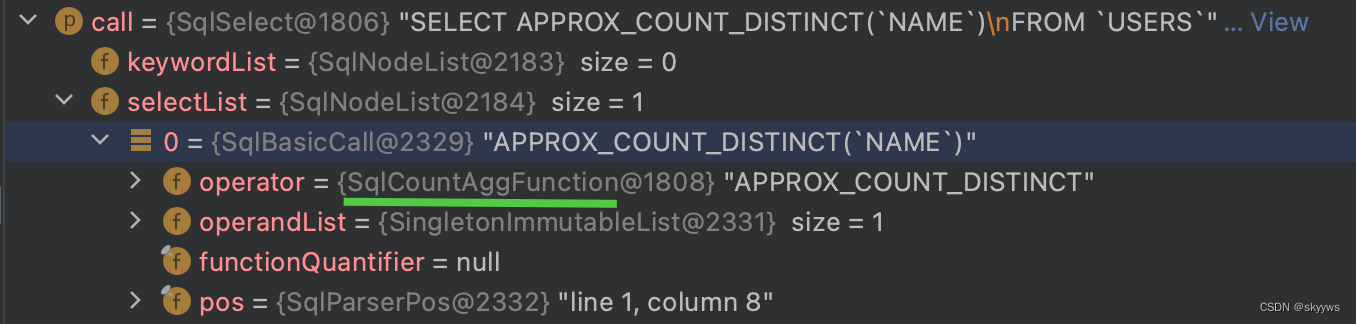 p call = {SqlSelect@1806} "SELECT APPROX_COUNT_DISTINCT(`NAME`)\nFROM `USERS`" ... View
f keywordList = {SqlNodeList@2183} size = 0
f selectList = {SqlNodeList@2184} size = 1
0 = {SqlBasicCall@2329} "APPROX_COUNT_DISTINCT(`NAME`)"
f operator = {SqlCountAggFunction@1808} "APPROX_COUNT_DISTINCT"
f operandList = {SingletonImmutableList@2331} size = 1
f functionQuantifier = null
f pos = {SqlParserPos@2332} "line 1, column 8"
CSDN @skyyws